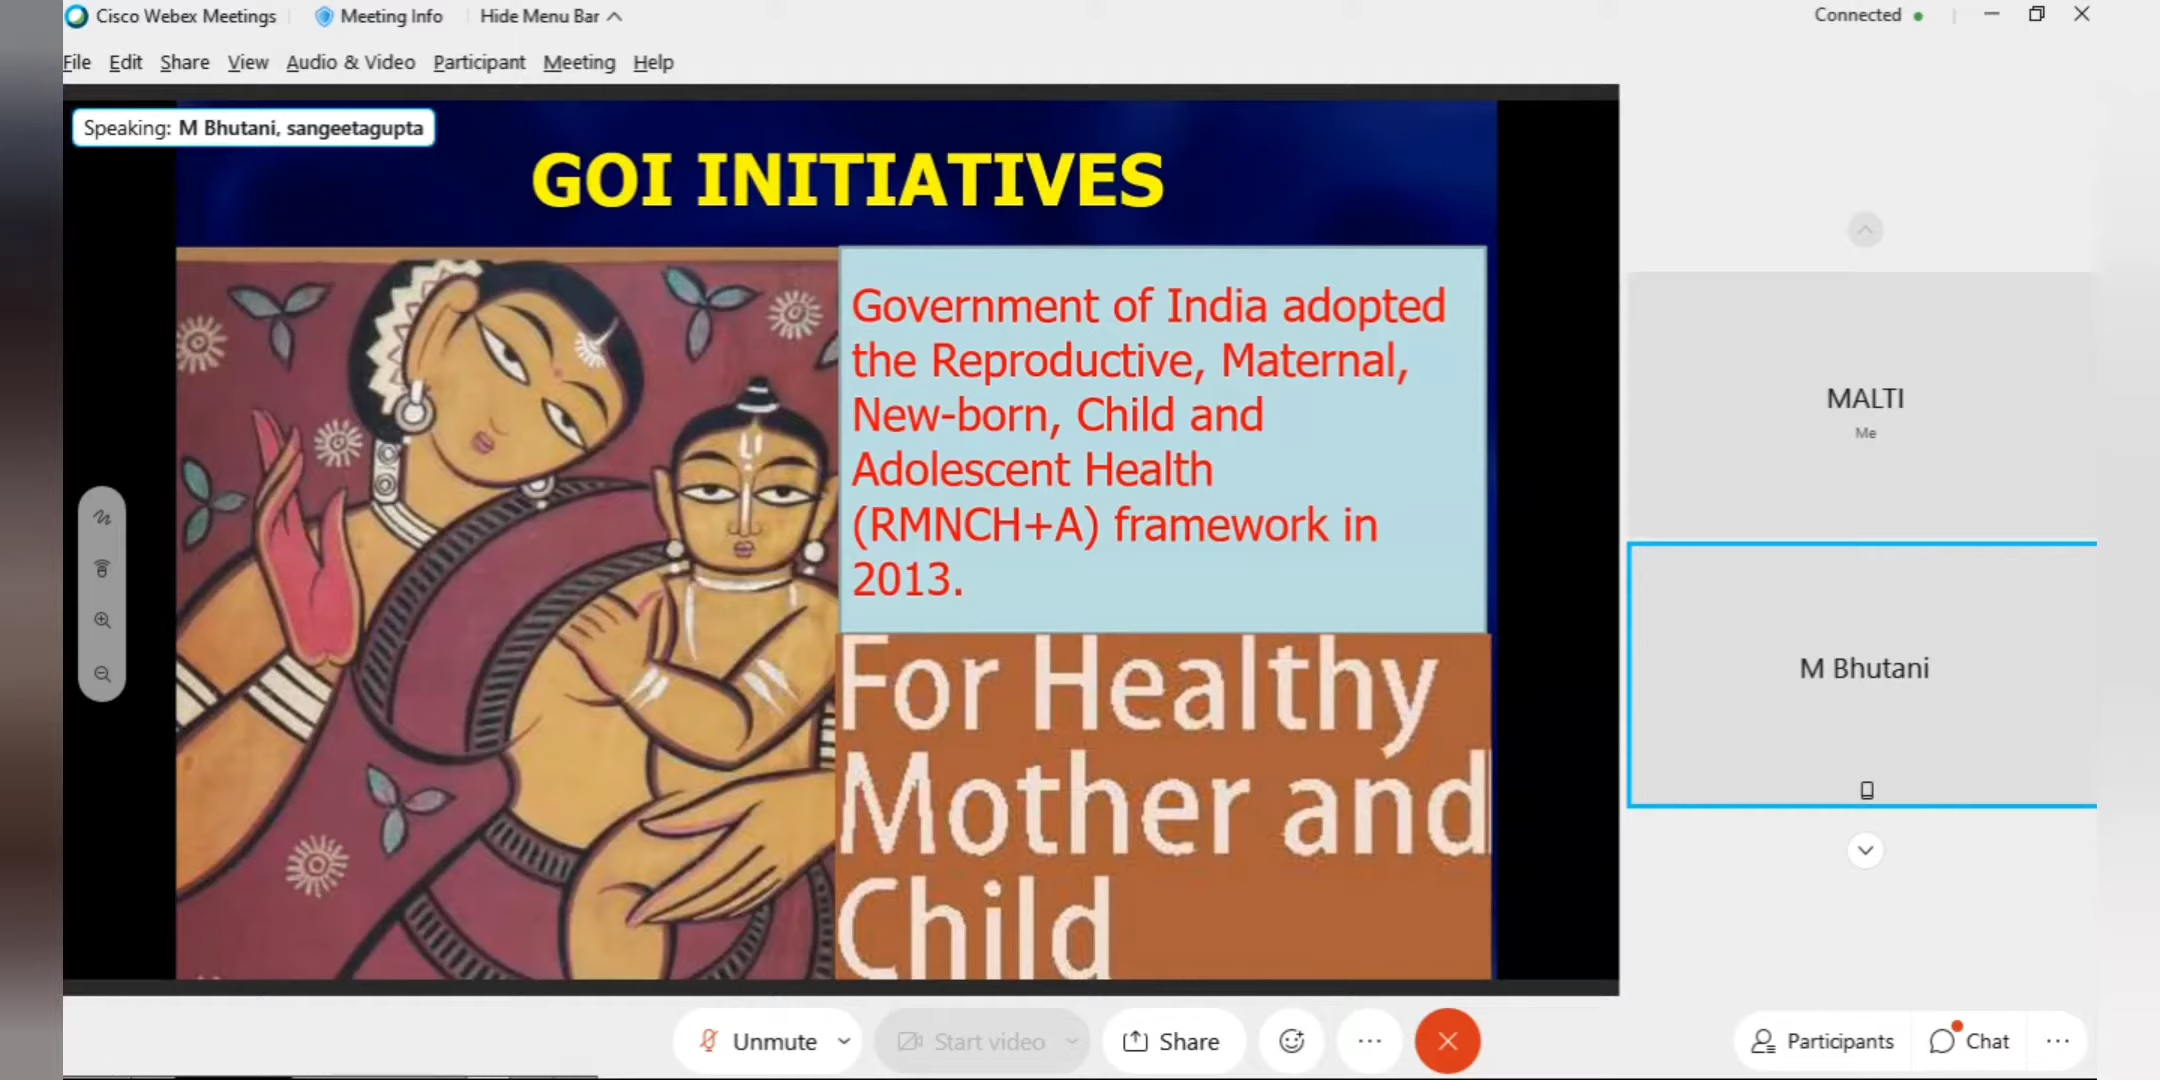 Cisco Webex Meetings Meeting Info Hide Menu Bar Connected
File Edit Share View Audio & Video Participant Meeting Help
Speaking: M Bhutani, sangeetagupta
GOI INITIATIVES
Government of India adopted
the Reproductive, Maternal,
New-born, Child and
Adolescent Health
(RMNCH+A) framework in
2013.
For Healthy
Mother and
Child
MALTI
Me
M Bhutani
Unmute Start video Share Participants Chat